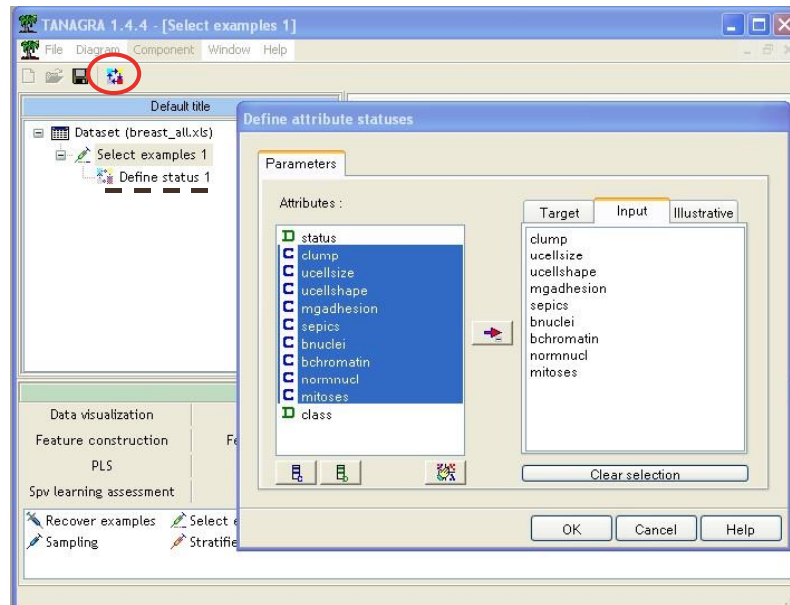 TANAGRA 1.4.4 - [Select examples 1]
File Diagram Component Window Help
Default title
Dataset (breast_all.xls)
Select examples 1
Define status 1
Define attribute statuses
Parameters
Attributes :
D status
C clump
C ucellsize
C ucellshape
C mgadhesion
C sepics
C bnuclei
C bchromatin
C normnucl
C mitoses
D class
Target Input Illustrative
clump
ucellsize
ucellshape
mgadhesion
sepics
bnuclei
bchromatin
normnucl
mitoses
Clear selection
OK Cancel Help
Data visualization
Feature construction
PLS
Spv learning assessment
Recover examples
Sampling